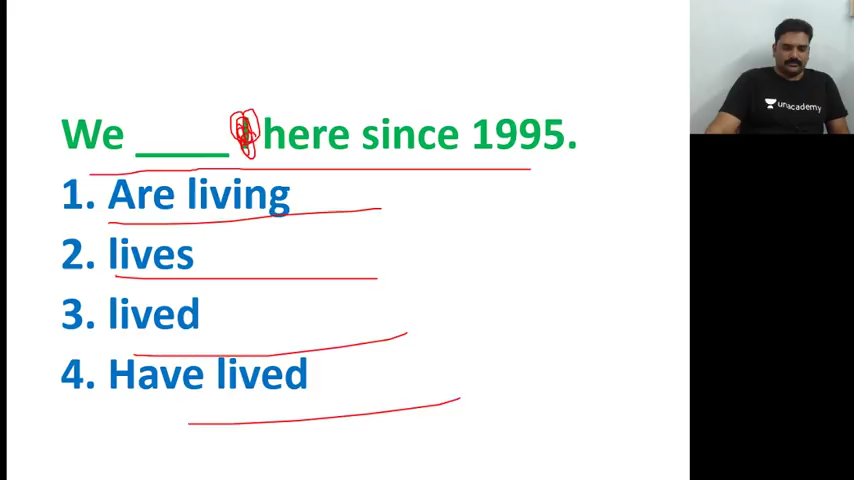 We _____ here since 1995.
1. Are living
2. lives
3. lived
4. Have lived
unacademy